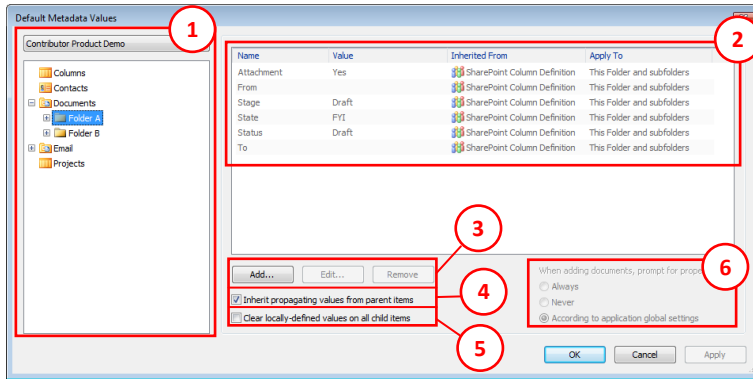 Default Metadata Values
1
Contributor Product Demo
Columns
Contacts
Documents
Folder A
Folder B
Email
Projects
2
Name Value Inherited From Apply To
Attachment Yes SharePoint Column Definition This Folder and subfolders
From SharePoint Column Definition This Folder and subfolders
Stage Draft SharePoint Column Definition This Folder and subfolders
State FYI SharePoint Column Definition This Folder and subfolders
Status Draft SharePoint Column Definition This Folder and subfolders
To SharePoint Column Definition This Folder and subfolders
3
Add... Edit... Remove
4
Inherit propagating values from parent items
Clear locally-defined values on all child items
5
6
When adding documents, prompt for prope
Always
Never
According to application global settings
OK Cancel Apply